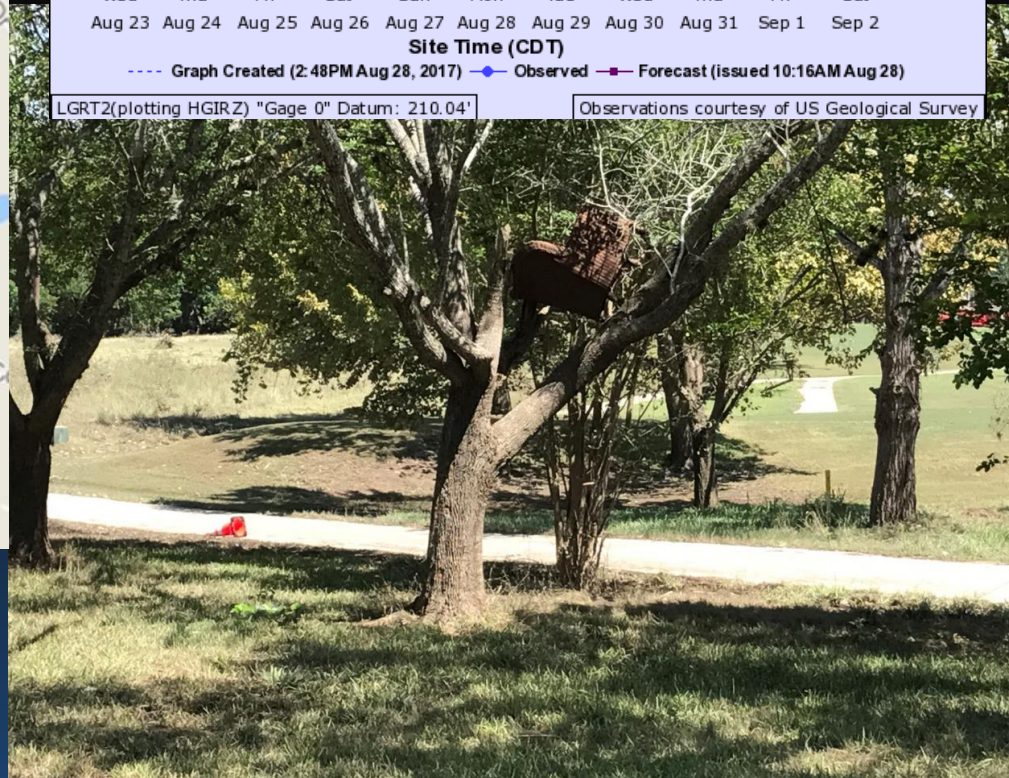 Aug 23 Aug 24 Aug 25 Aug 26 Aug 27 Aug 28 Aug 29 Aug 30 Aug 31 Sep 1 Sep 2
Site Time (CDT)
Graph Created (2:48PM Aug 28, 2017) Observed Forecast (issued 10:16AM Aug 28)
LGRT2(plotting HGIRZ) "Gage 0" Datum: 210.04' Observations courtesy of US Geological Survey